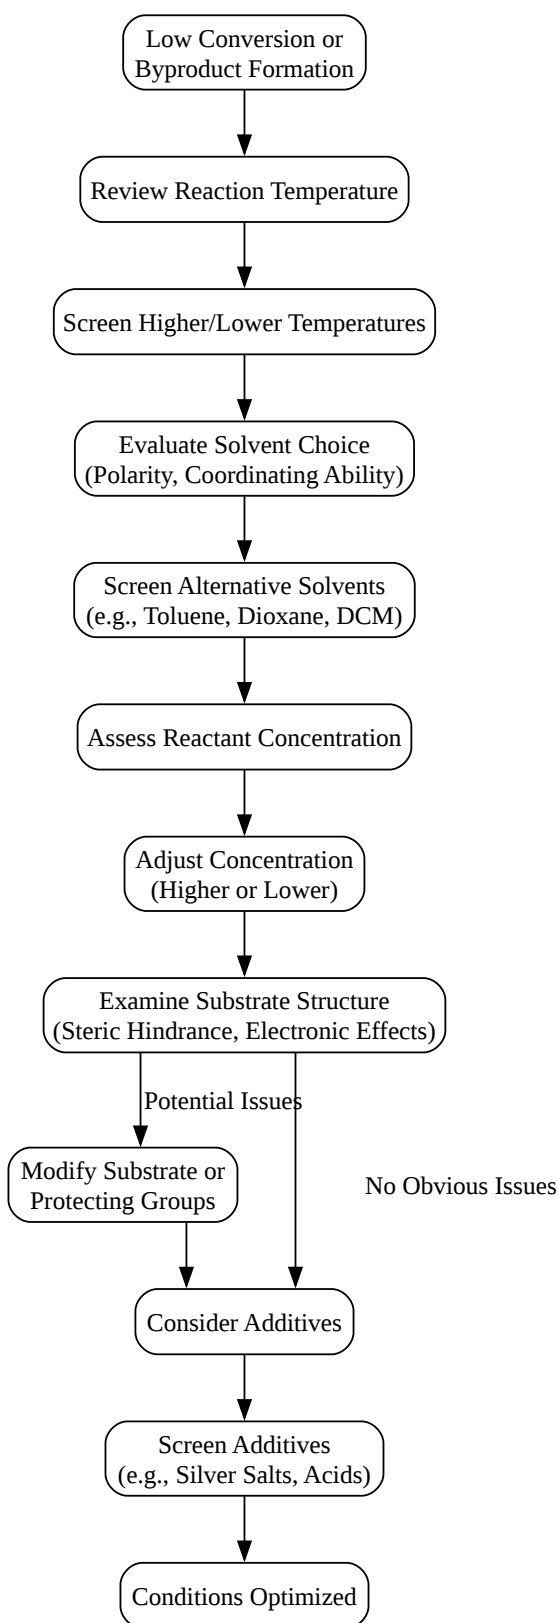 Low Conversion or
Byproduct Formation
Review Reaction Temperature
Screen Higher/Lower Temperatures
Evaluate Solvent Choice
(Polarity, Coordinating Ability)
Screen Alternative Solvents
(e.g., Toluene, Dioxane, DCM)
Assess Reactant Concentration
Adjust Concentration
(Higher or Lower)
Examine Substrate Structure
(Steric Hindrance, Electronic Effects)
Potential Issues
Modify Substrate or
Protecting Groups
No Obvious Issues
Consider Additives
Screen Additives
(e.g., Silver Salts, Acids)
Conditions Optimized